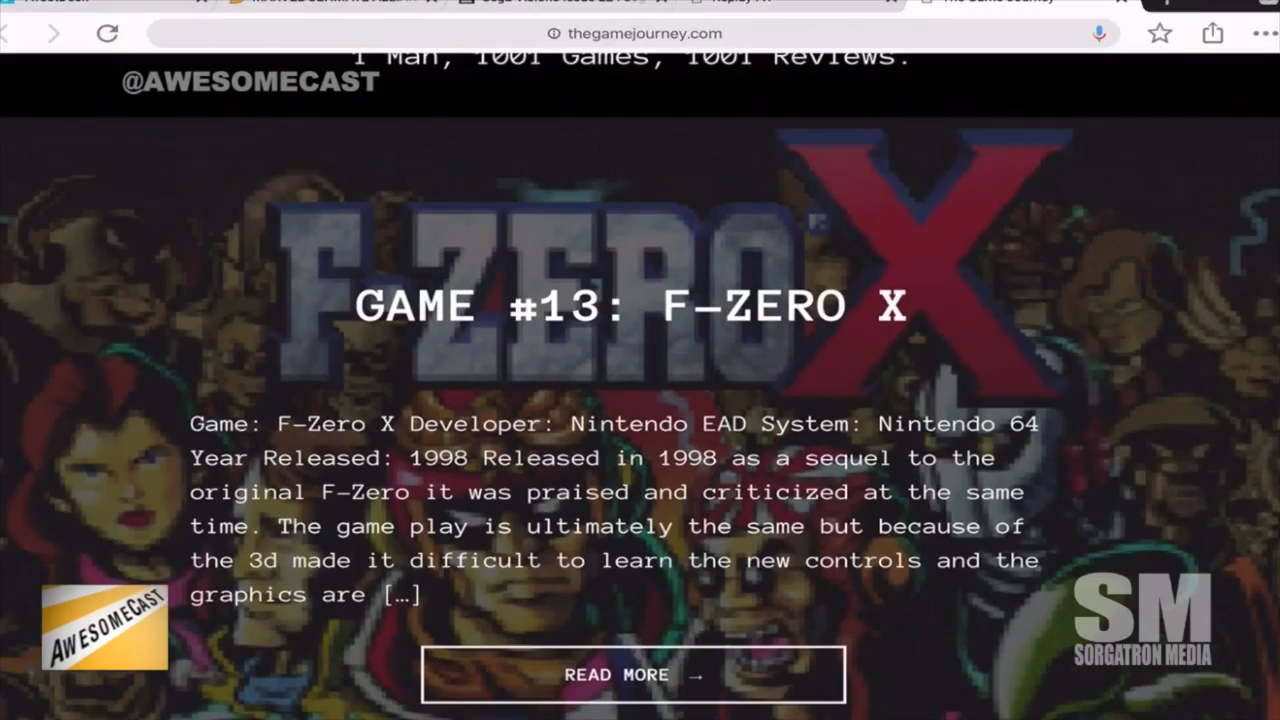 thegamejourney.com
1 Man, 1001 Games, 1001 Reviews.
@AWESOMECAST
F-ZERO X
GAME #13: F-ZERO X
Game: F-Zero X Developer: Nintendo EAD System: Nintendo 64
Year Released: 1998 Released in 1998 as a sequel to the
original F-Zero it was praised and criticized at the same
time. The game play is ultimately the same but because of
the 3d made it difficult to learn the new controls and the
graphics are […]
AWESOMECAST
SM
SORGATRON MEDIA
READ MORE →